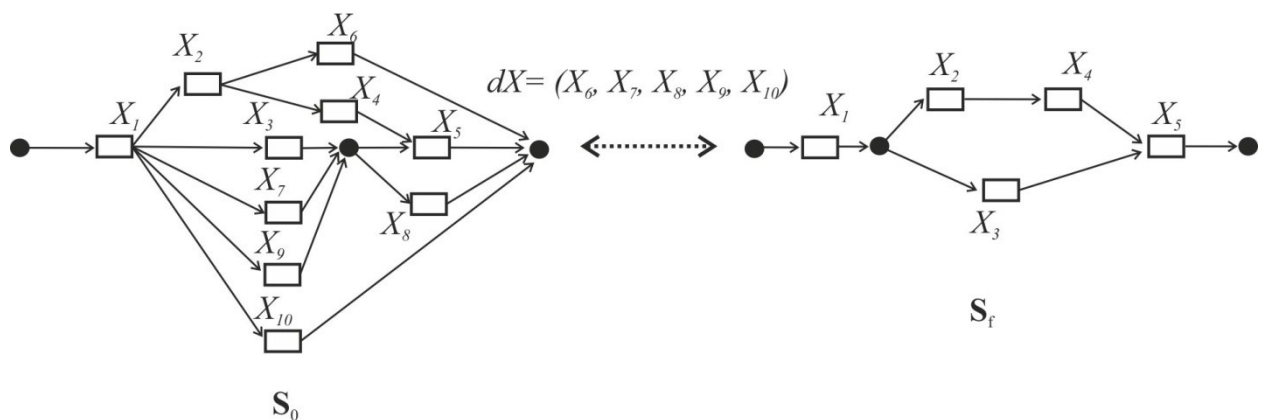 X₆
X₂
dX= (X₆, X₇, X₈, X₉, X₁₀)
X₂
X₄
X₄
X₁
X₃
X₅
X₁
X₅
X₇
X₈
X₃
X₉
X₁₀
S_f
S₀